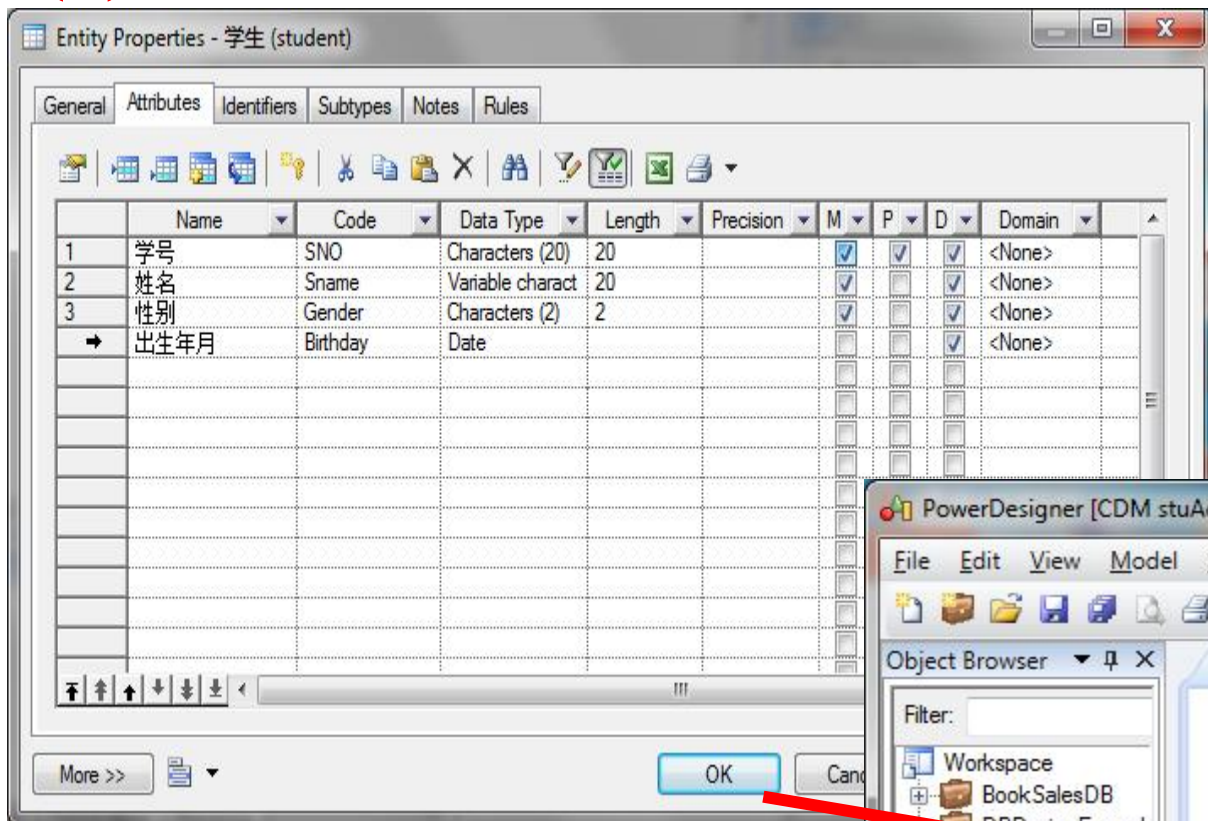 Entity Properties - 学生 (student)
General Attributes Identifiers Subtypes Notes Rules
Name Code Data Type Length Precision M P D Domain
1 学号 SNO Characters (20) 20 <None>
2 姓名 Sname Variable charact 20 <None>
3 性别 Gender Characters (2) 2 <None>
出生年月 Birthday Date <None>
More >> OK Canc
PowerDesigner [CDM stuA
File Edit View Model
Object Browser
Filter:
Workspace
BookSalesDB